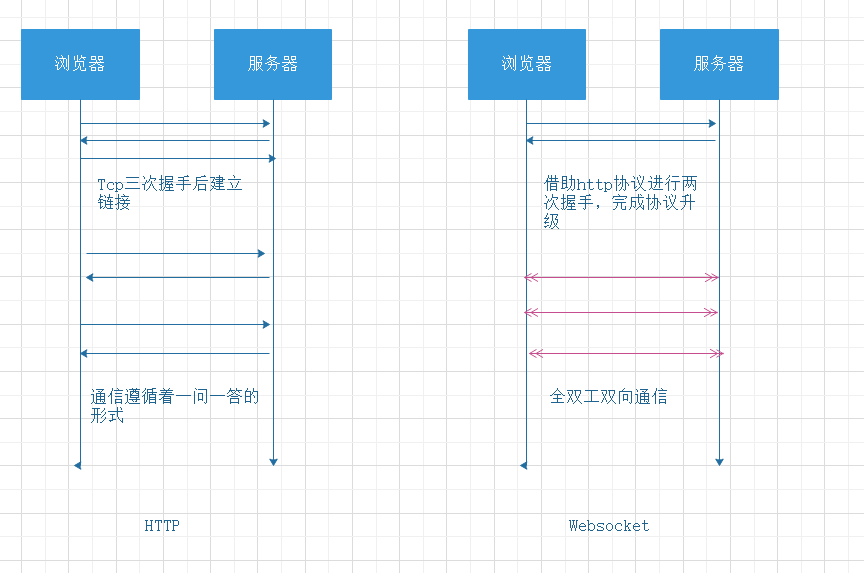 浏览器
服务器
Tcp三次握手后建立
链接
通信遵循着一问一答的
形式
HTTP
浏览器
服务器
借助http协议进行两
次握手，完成协议升
级
全双工双向通信
Websocket